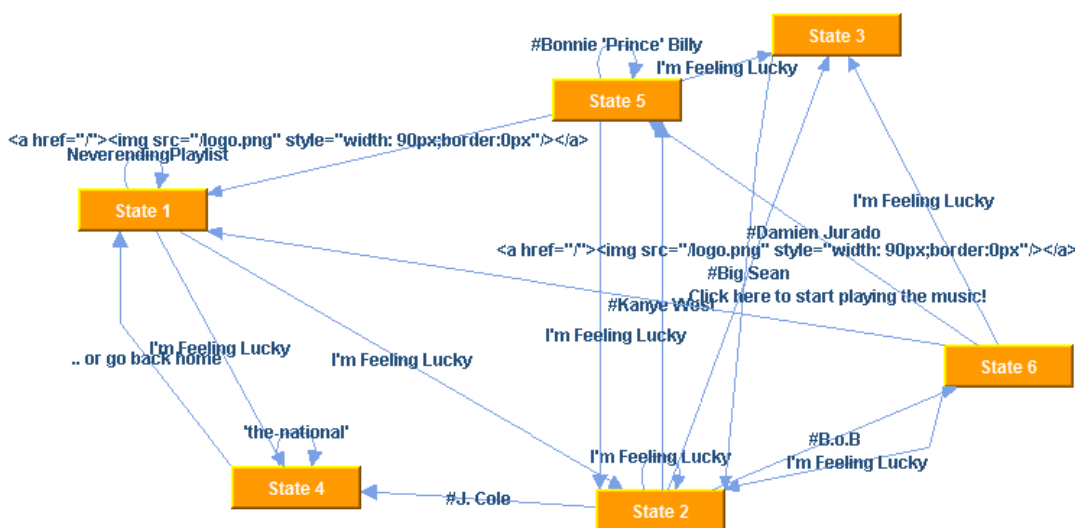 State 3
#Bonnie 'Prince' Billy
I'm Feeling Lucky
State 5
<a href="/"><img src="/logo.png" style="width: 90px;border:0px"/></a>
NeverendingPlaylist
State 1
I'm Feeling Lucky
#Damien Jurado
<a href="/"><img src="/logo.png" style="width: 90px;border:0px"/></a>
#Big Sean
Click here to start playing the music!
#Kanye West
I'm Feeling Lucky
I'm Feeling Lucky
.. or go back home
I'm Feeling Lucky
State 6
'the-national'
#B.o.B
I'm Feeling Lucky
I'm Feeling Lucky
State 4
#J. Cole
State 2